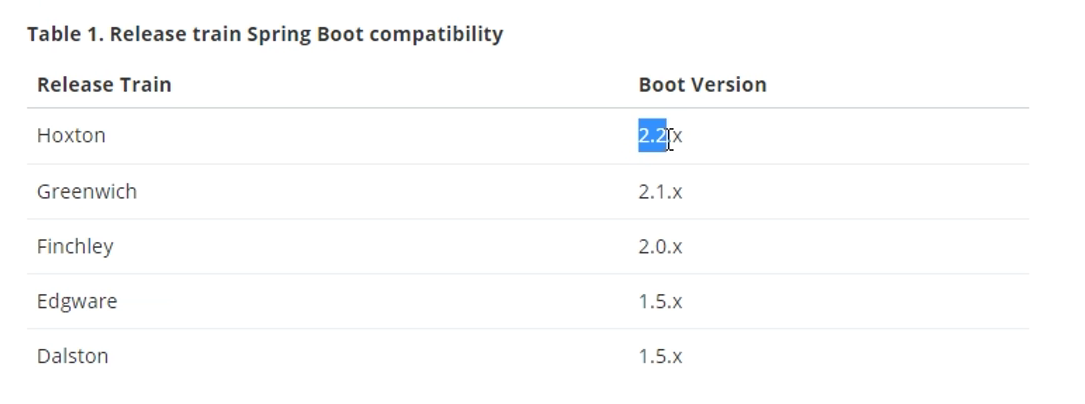 Table 1. Release train Spring Boot compatibility
Release Train Boot Version
Hoxton 2.2.x
Greenwich 2.1.x
Finchley 2.0.x
Edgware 1.5.x
Dalston 1.5.x